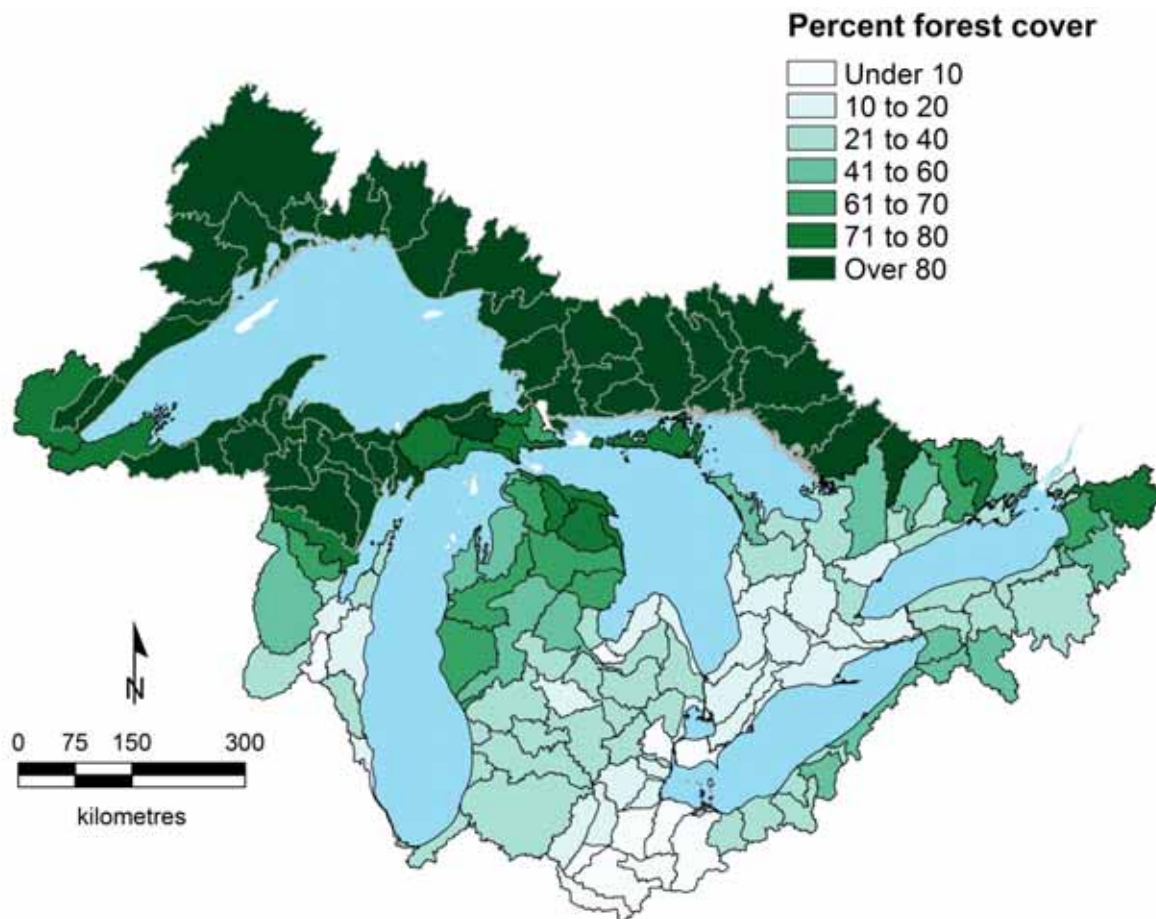 Percent forest cover
Under 10
10 to 20
21 to 40
41 to 60
61 to 70
71 to 80
Over 80
N
0 75 150 300
kilometres